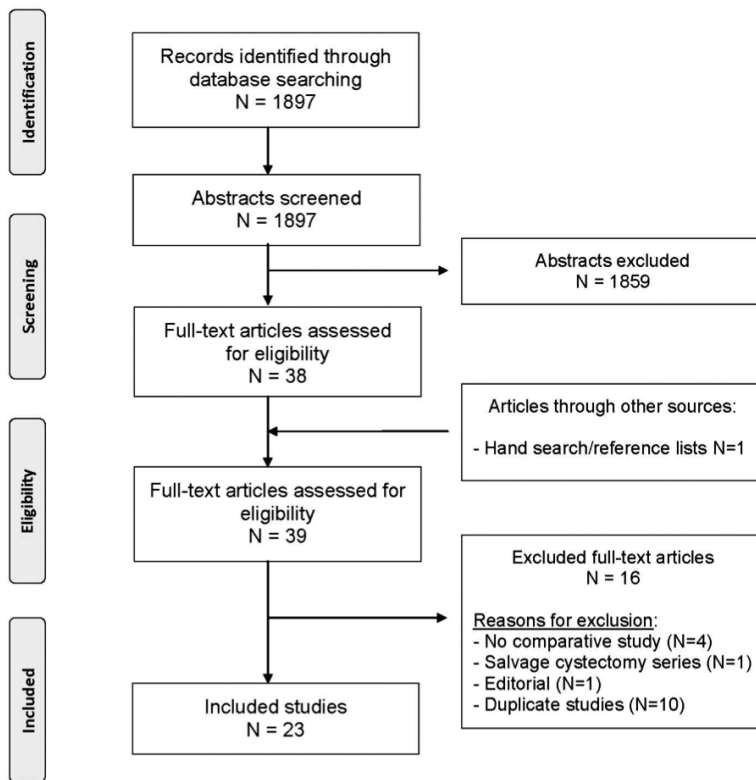 Identification
Records identified through
database searching
N = 1897
Abstracts screened
N = 1897
Screening
Abstracts excluded
N = 1859
Full-text articles assessed
for eligibility
N = 38
Articles through other sources:
- Hand search/reference lists N=1
Eligibility
Full-text articles assessed for
eligibility
N = 39
Excluded full-text articles
N = 16
Reasons for exclusion:
- No comparative study (N=4)
- Salvage cystectomy series (N=1)
- Editorial (N=1)
- Duplicate studies (N=10)
Included
Included studies
N = 23